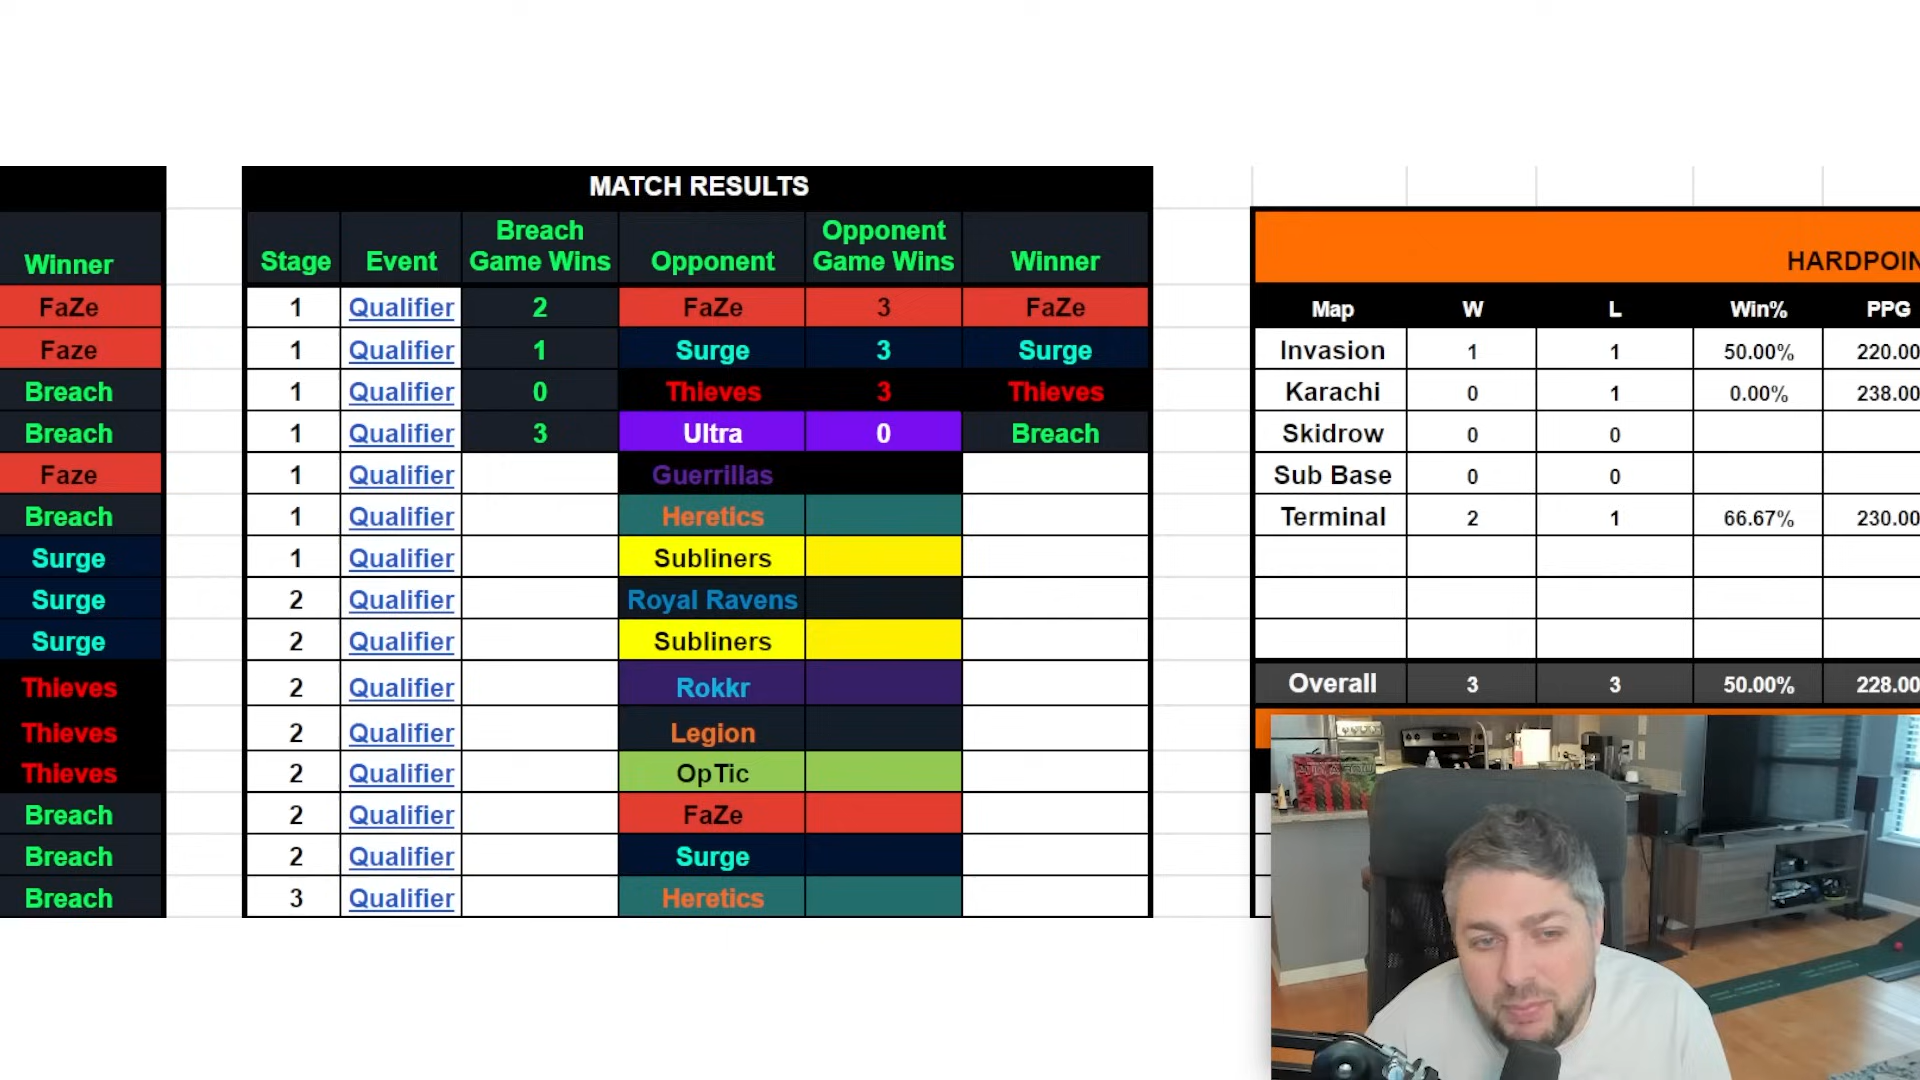 Winner
FaZe
Faze
Breach
Breach
Faze
Breach
Surge
Surge
Surge
Thieves
Thieves
Thieves
Breach
Breach
Breach
MATCH RESULTS
Stage Event Breach Game Wins Opponent Opponent Game Wins Winner
1 Qualifier 2 FaZe 3 FaZe
1 Qualifier 1 Surge 3 Surge
1 Qualifier 0 Thieves 3 Thieves
1 Qualifier 3 Ultra 0 Breach
1 Qualifier Guerrillas
1 Qualifier Heretics
1 Qualifier Subliners
2 Qualifier Royal Ravens
2 Qualifier Subliners
2 Qualifier Rokkr
2 Qualifier Legion
2 Qualifier OpTic
2 Qualifier FaZe
2 Qualifier Surge
3 Qualifier Heretics
HARDPOIN
Map W L Win% PPG
Invasion 1 1 50.00% 220.00
Karachi 0 1 0.00% 238.00
Skidrow 0 0
Sub Base 0 0
Terminal 2 1 66.67% 230.00
Overall 3 3 50.00% 228.00